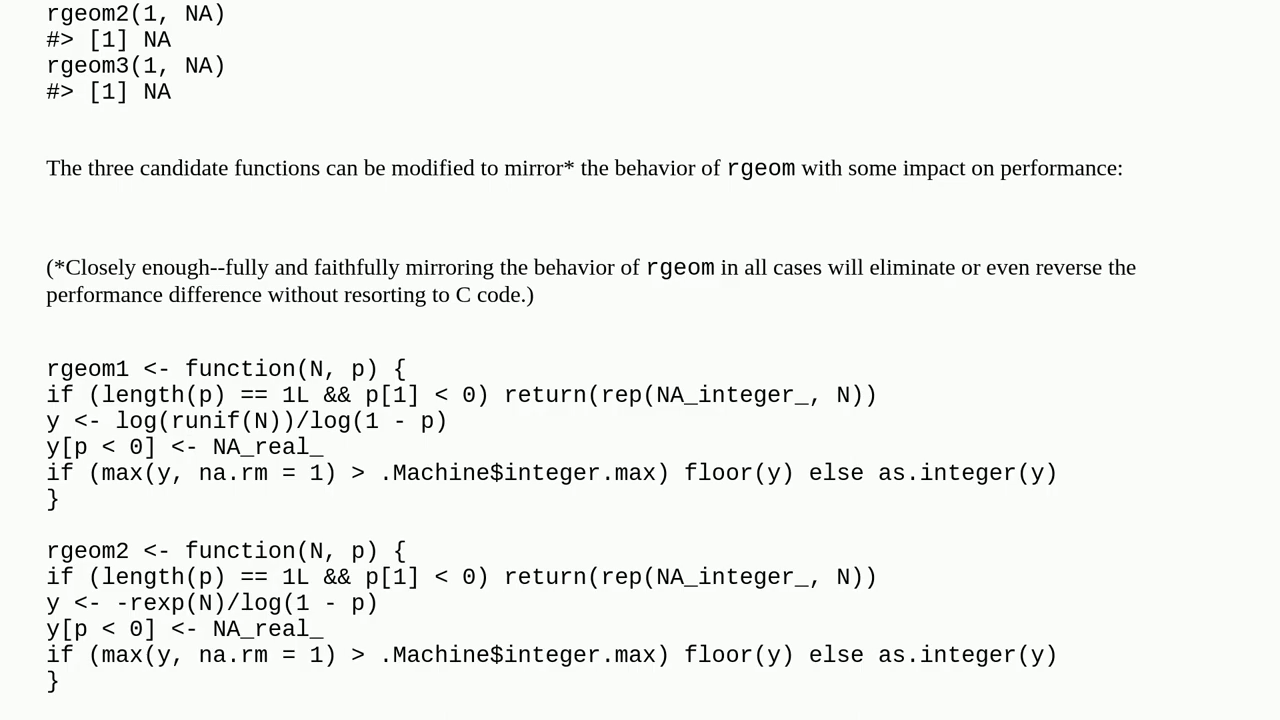 rgeom2(1, NA)
#> [1] NA
rgeom3(1, NA)
#> [1] NA
The three candidate functions can be modified to mirror* the behavior of rgeom with some impact on performance:
(*Closely enough--fully and faithfully mirroring the behavior of rgeom in all cases will eliminate or even reverse the
performance difference without resorting to C code.)
rgeom1 <- function(N, p) {
if (length(p) == 1L && p[1] < 0) return(rep(NA_integer_, N))
y <- log(runif(N))/log(1 - p)
y[p < 0] <- NA_real_
if (max(y, na.rm = 1) > .Machine$integer.max) floor(y) else as.integer(y)
}
rgeom2 <- function(N, p) {
if (length(p) == 1L && p[1] < 0) return(rep(NA_integer_, N))
y <- -rexp(N)/log(1 - p)
y[p < 0] <- NA_real_
if (max(y, na.rm = 1) > .Machine$integer.max) floor(y) else as.integer(y)
}